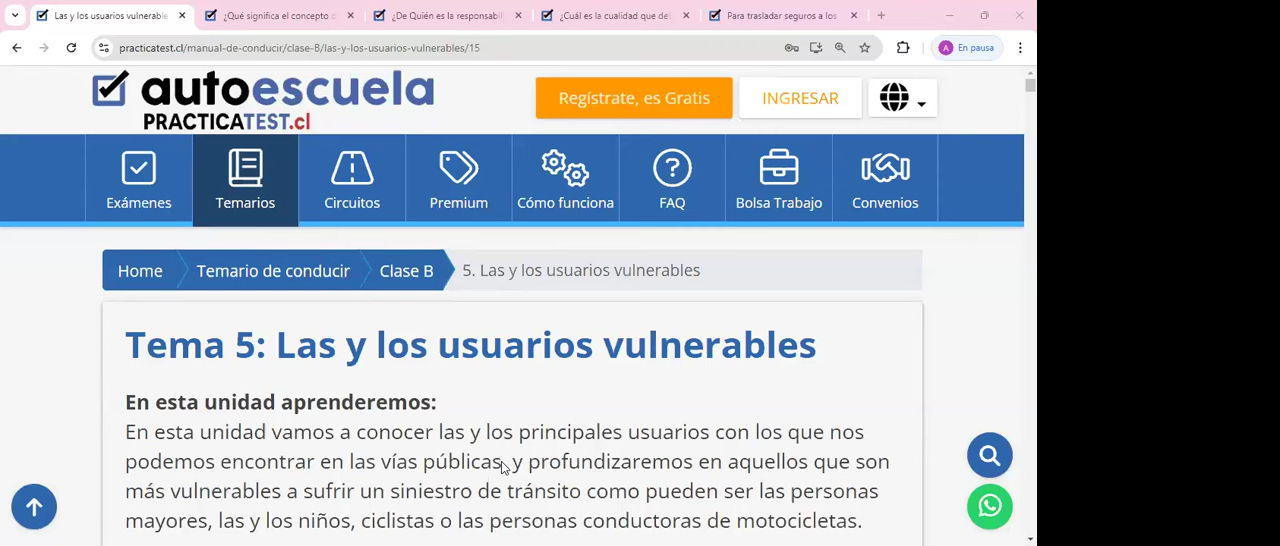 Las y los usuarios vulnerables
¿Qué significa el concepto d
¿De Quién es la responsabil
¿Cuál es la cualidad que de
Para trasladar seguros a los
practicatest.cl/manual-de-conducir/clase-B/las-y-los-usuarios-vulnerables/15
A En pausa
autoescuela
PRACTICATEST.cl
Regístrate, es Gratis
INGRESAR
Exámenes
Temarios
Circuitos
Premium
Cómo funciona
FAQ
Bolsa Trabajo
Convenios
Home
Temario de conducir
Clase B
5. Las y los usuarios vulnerables
Tema 5: Las y los usuarios vulnerables
En esta unidad aprenderemos:
En esta unidad vamos a conocer las y los principales usuarios con los que nos
podemos encontrar en las vías públicas, y profundizaremos en aquellos que son
más vulnerables a sufrir un siniestro de tránsito como pueden ser las personas
mayores, las y los niños, ciclistas o las personas conductoras de motocicletas.